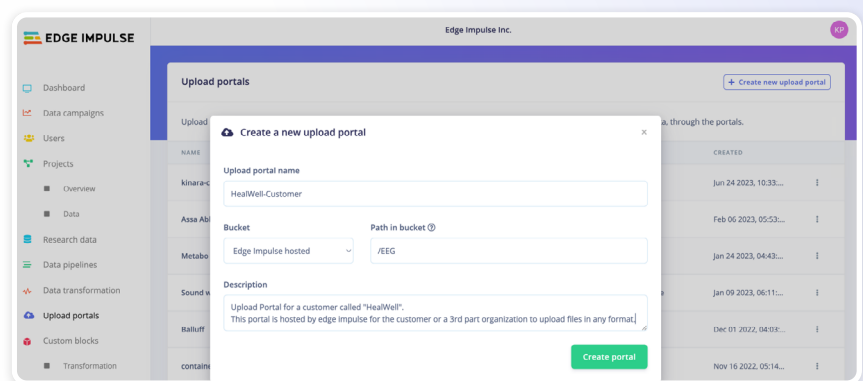 Edge Impulse Inc.
KP
EDGE IMPULSE
Dashboard
Data campaigns
Users
Projects
Overview
Data
Research data
Data pipelines
Data transformation
Upload portals
Custom blocks
Transformation
Upload portals
+ Create new upload portal
Upload
a, through the portals.
NAME
CREATED
kinara-c
Jun 24 2023, 10:33:...
Assa Abl
Feb 06 2023, 05:53:...
Metabo
Jan 24 2023, 04:43:...
Sound w
Jan 09 2023, 06:11:...
Balluff
Dec 01 2022, 04:03:...
containe
Nov 16 2022, 05:14...
Create a new upload portal
×
Upload portal name
HealWell-Customer
Bucket
Path in bucket ?
Edge Impulse hosted
/EEG
Description
Upload Portal for a customer called "HealWell".
This portal is hosted by edge impulse for the customer or a 3rd part organization to upload files in any format.
Create portal